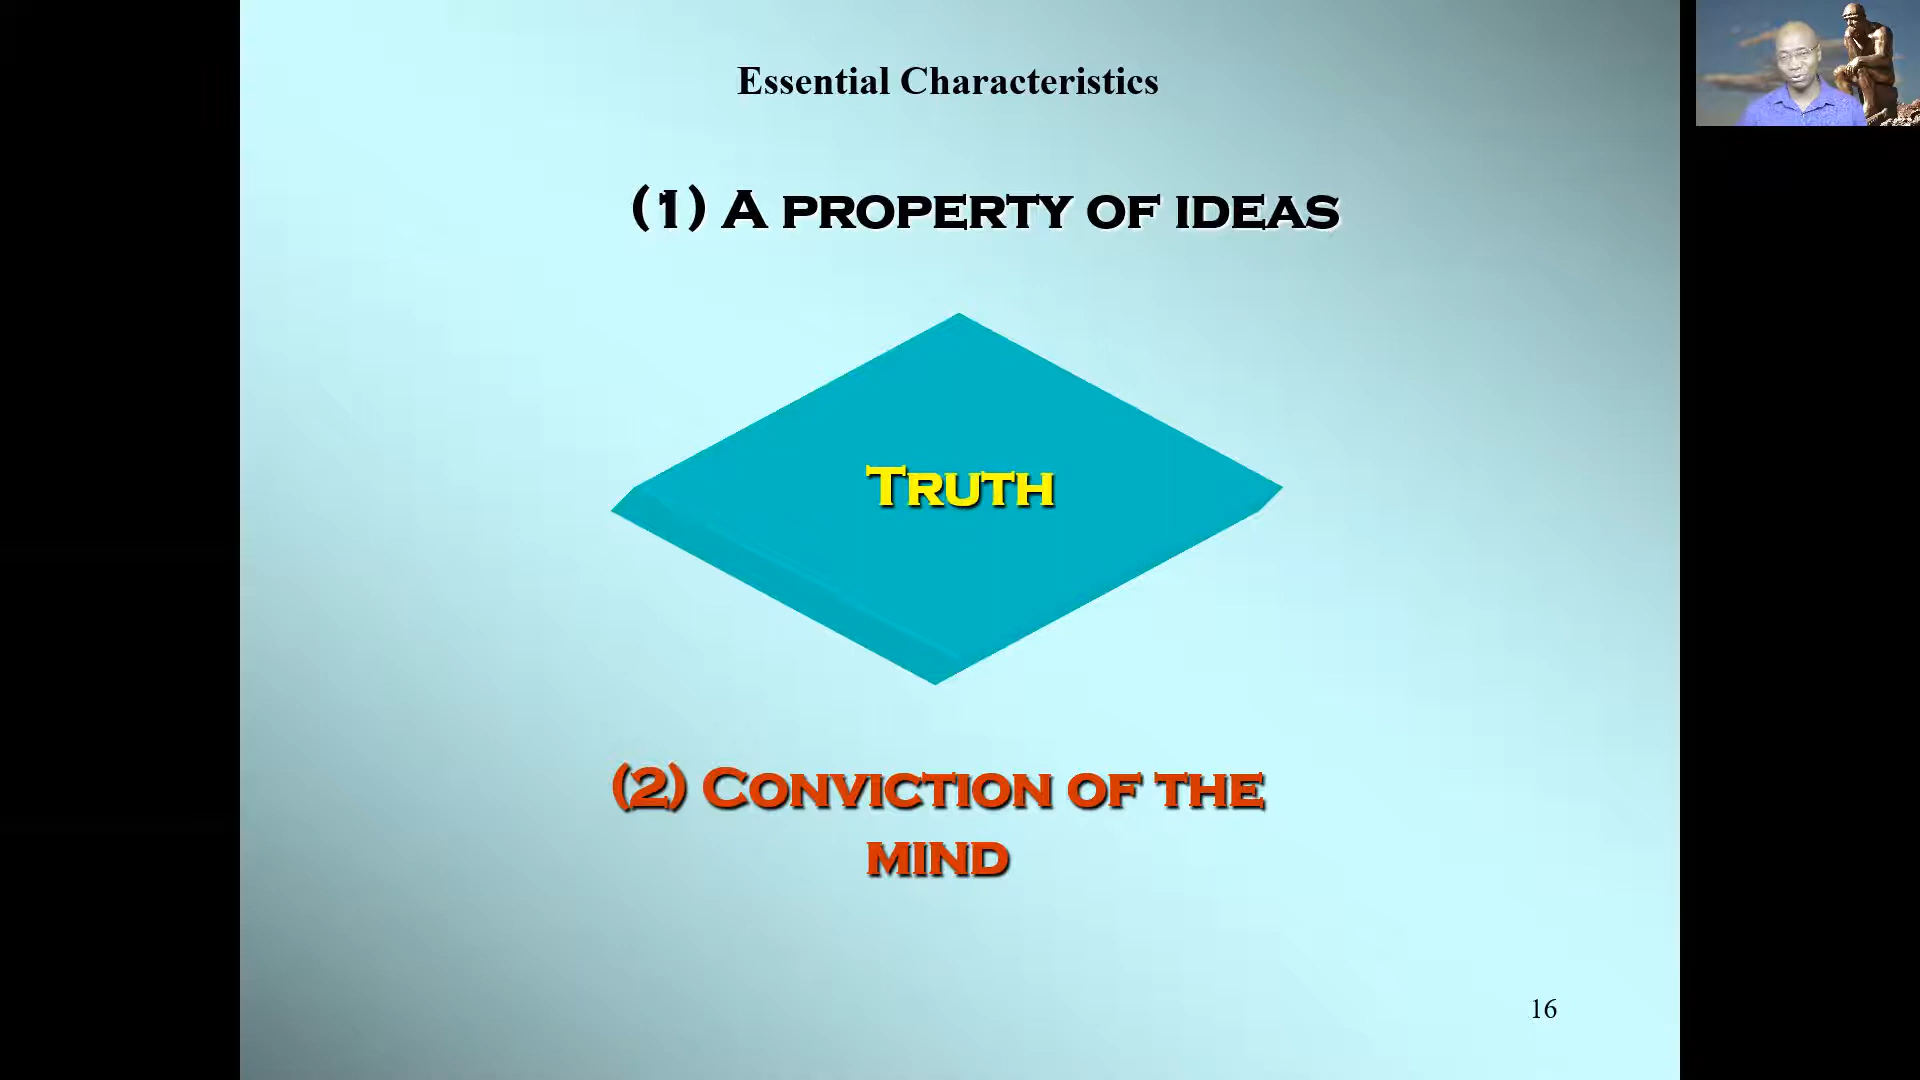 Essential Characteristics
(1) A PROPERTY OF IDEAS
TRUTH
(2) CONVICTION OF THE
MIND
16